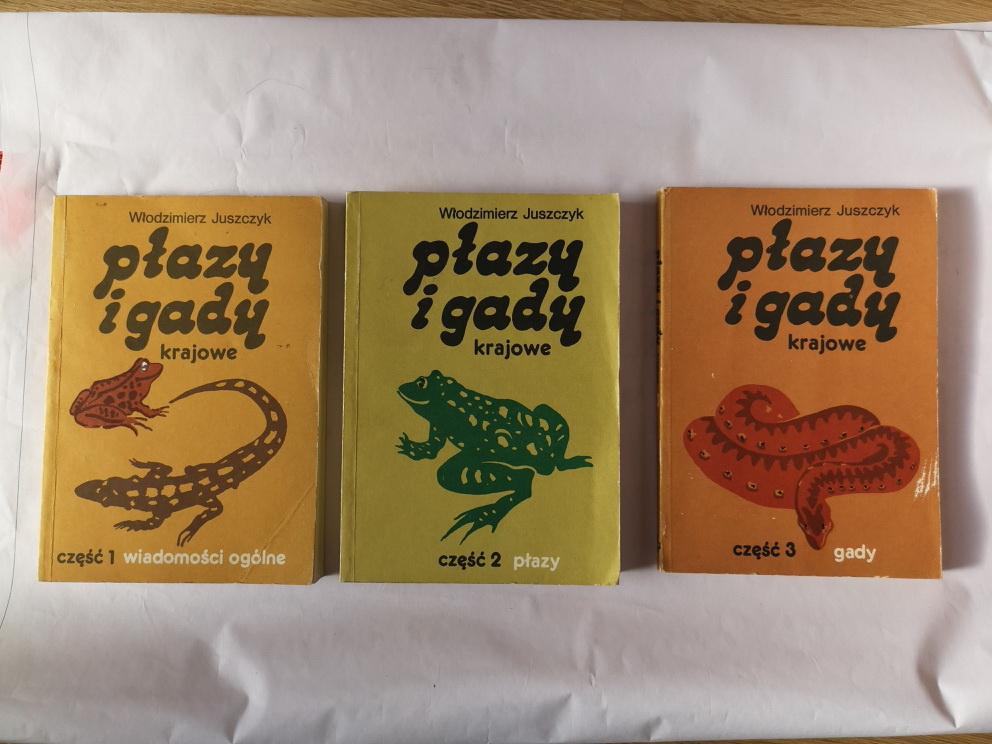 Włodzimierz Juszczyk
płazy
i gady
krajowe
część 1 wiadomości ogólne
Włodzimierz Juszczyk
płazy
i gady
krajowe
część 2 płazy
Włodzimierz Juszczyk
płazy
i gady
krajowe
część 3 gady